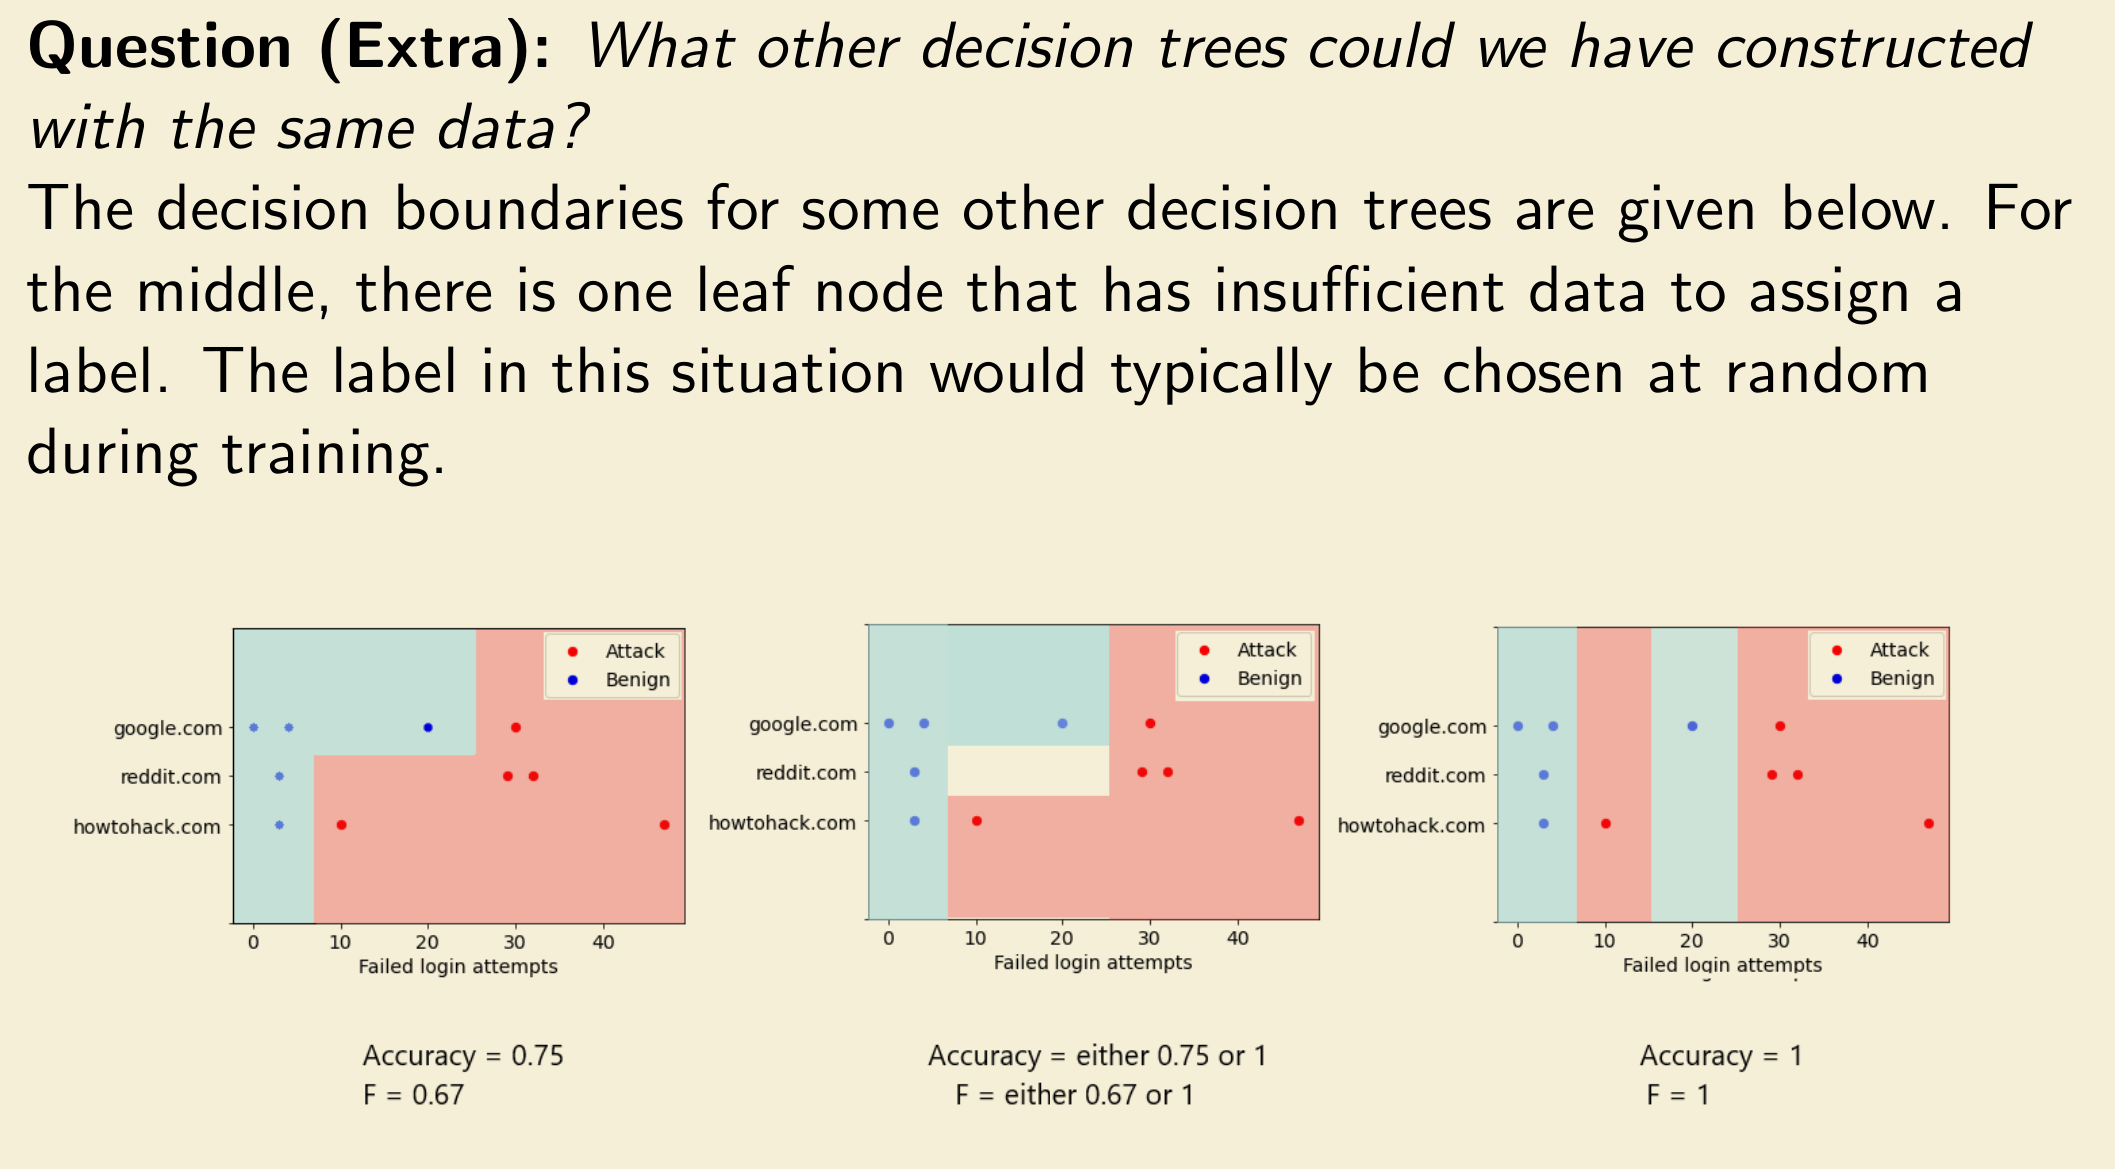 Question (Extra): What other decision trees could we have constructed
with the same data?
The decision boundaries for some other decision trees are given below. For
the middle, there is one leaf node that has insufficient data to assign a
label. The label in this situation would typically be chosen at random
during training.
Attack
Benign
google.com
reddit.com
howtohack.com
0 10 20 30 40
Failed login attempts
Accuracy = 0.75
F = 0.67
Attack
Benign
google.com
reddit.com
howtohack.com
0 10 20 30 40
Failed login attempts
Accuracy = either 0.75 or 1
F = either 0.67 or 1
Attack
Benign
google.com
reddit.com
howtohack.com
0 10 20 30 40
Failed login attempts
Accuracy = 1
F = 1